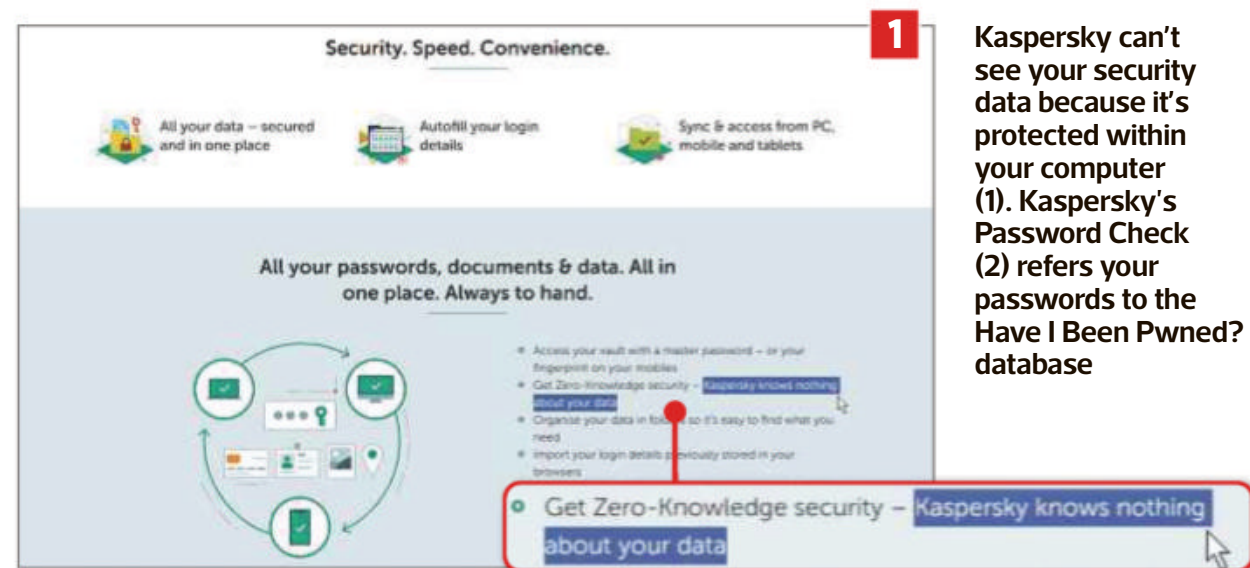 Security. Speed. Convenience.
1
All your data – secured
and in one place
Autofill your login
details
Sync & access from PC,
mobile and tablets
Kaspersky can't
see your security
data because it's
protected within
your computer
(1). Kaspersky's
Password Check
(2) refers your
passwords to the
Have I Been Pwned?
database
All your passwords, documents & data. All in
one place. Always to hand.
Access your vault with a master password – or your
fingerprint on your mobiles
Get Zero-Knowledge security – Kaspersky knows nothing
about your data
Organise your data in so it's easy to find what you
need
Import your login details previously stored in your
browsers
Get Zero-Knowledge security – Kaspersky knows nothing
about your data